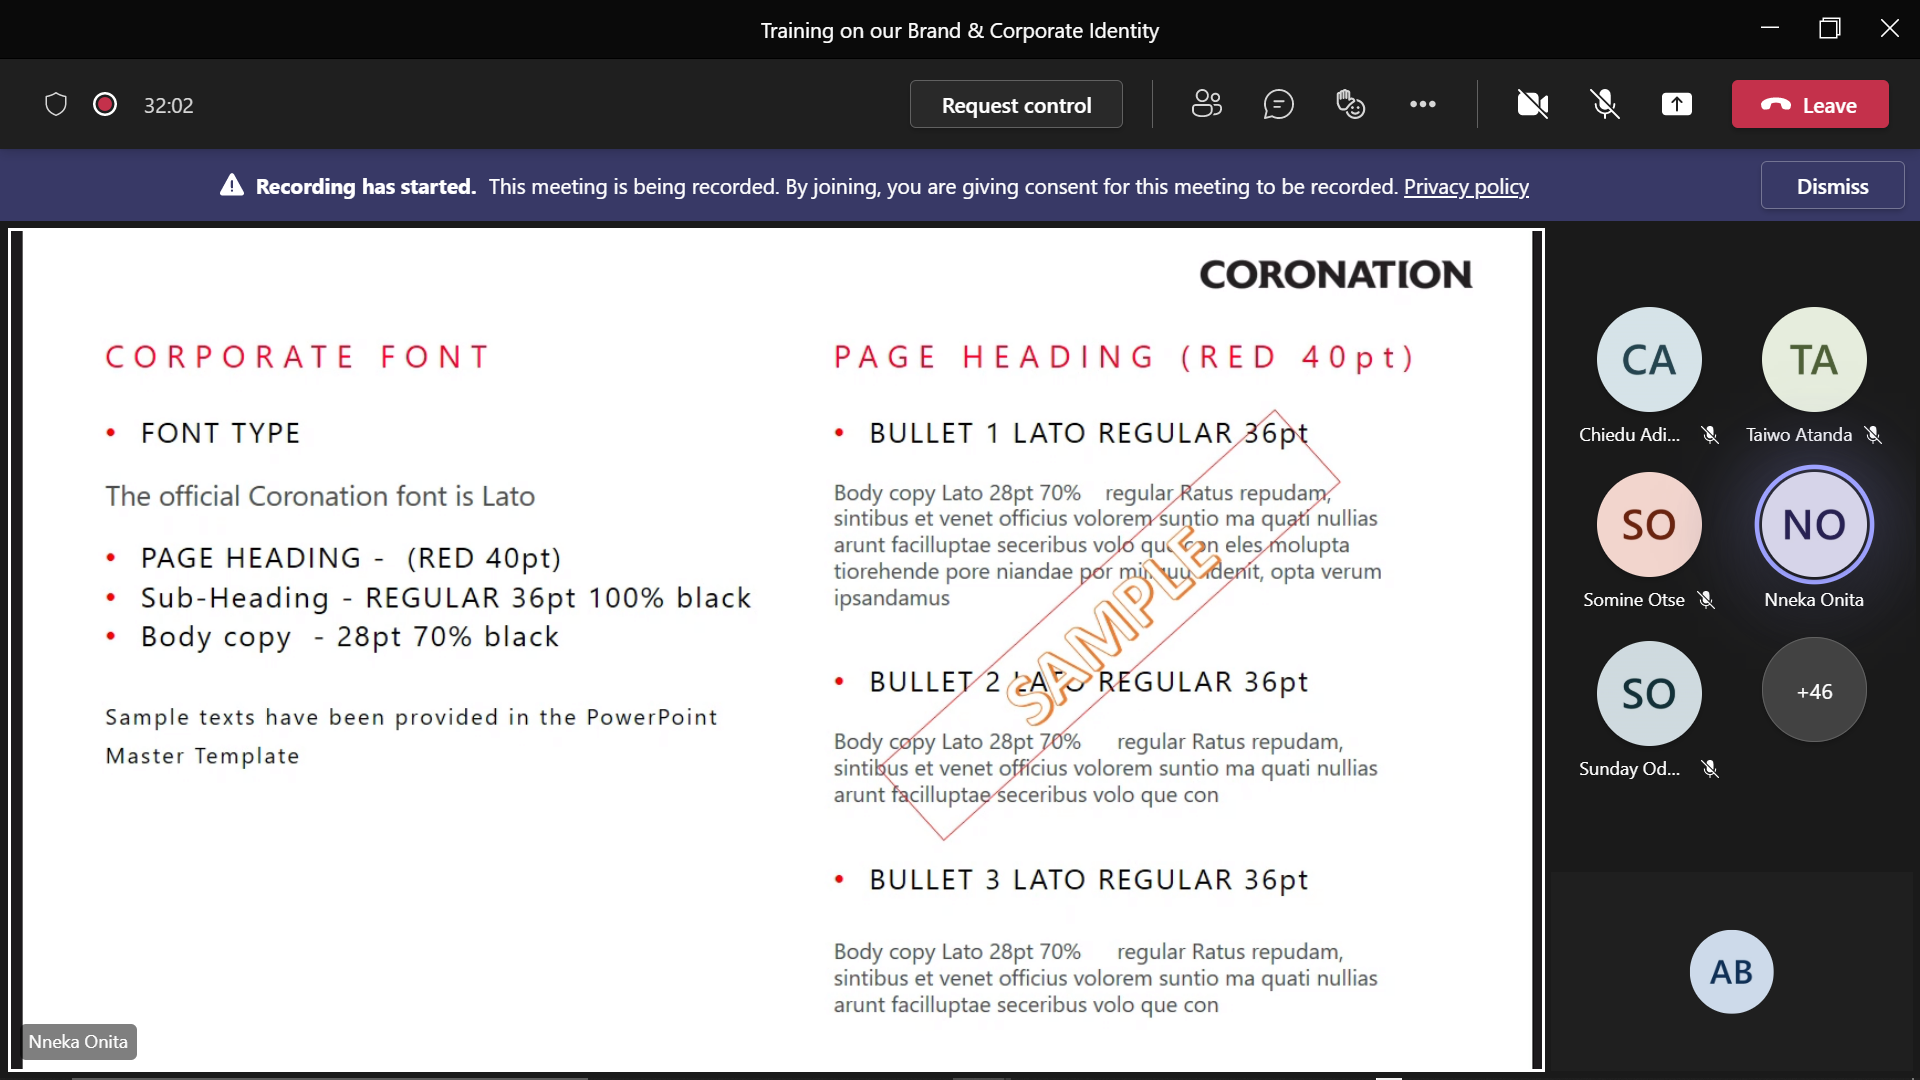 Training on our Brand & Corporate Identity
32:02
Request control
Leave
Recording has started. This meeting is being recorded. By joining, you are giving consent for this meeting to be recorded. Privacy policy
Dismiss
CORONATION
CORPORATE FONT
• FONT TYPE
The official Coronation font is Lato
• PAGE HEADING - (RED 40pt)
• Sub-Heading - REGULAR 36pt 100% black
• Body copy - 28pt 70% black
Sample texts have been provided in the PowerPoint
Master Template
PAGE HEADING (RED 40pt)
• BULLET 1 LATO REGULAR 36pt
Body copy Lato 28pt 70% regular Ratus repudam,
sintibus et venet officius volorem suntio ma quati nullias
arunt facilluptae seceribus volo que con eles molupta
tiorehende pore niandae por opta verum
ipsandamus
SAMPLE
• BULLET 2 LATO REGULAR 36pt
Body copy Lato 28pt 70% regular Ratus repudam,
sintibus et venet officius volorem suntio ma quati nullias
arunt facilluptae seceribus volo que con
• BULLET 3 LATO REGULAR 36pt
Body copy Lato 28pt 70% regular Ratus repudam,
sintibus et venet officius volorem suntio ma quati nullias
arunt facilluptae seceribus volo que con
Nneka Onita
CA
TA
Chiedu Adi...
Taiwo Atanda
SO
NO
Somine Otse
Nneka Onita
SO
+46
Sunday Od...
AB